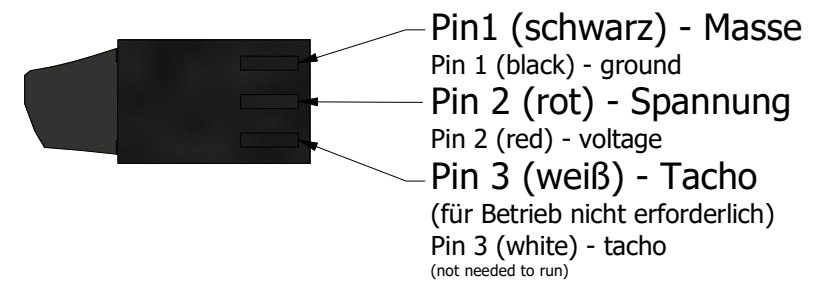 Pin1 (schwarz) - Masse
Pin 1 (black) - ground
Pin 2 (rot) - Spannung
Pin 2 (red) - voltage
Pin 3 (weiß) - Tacho
(für Betrieb nicht erforderlich)
Pin 3 (white) - tacho
(not needed to run)